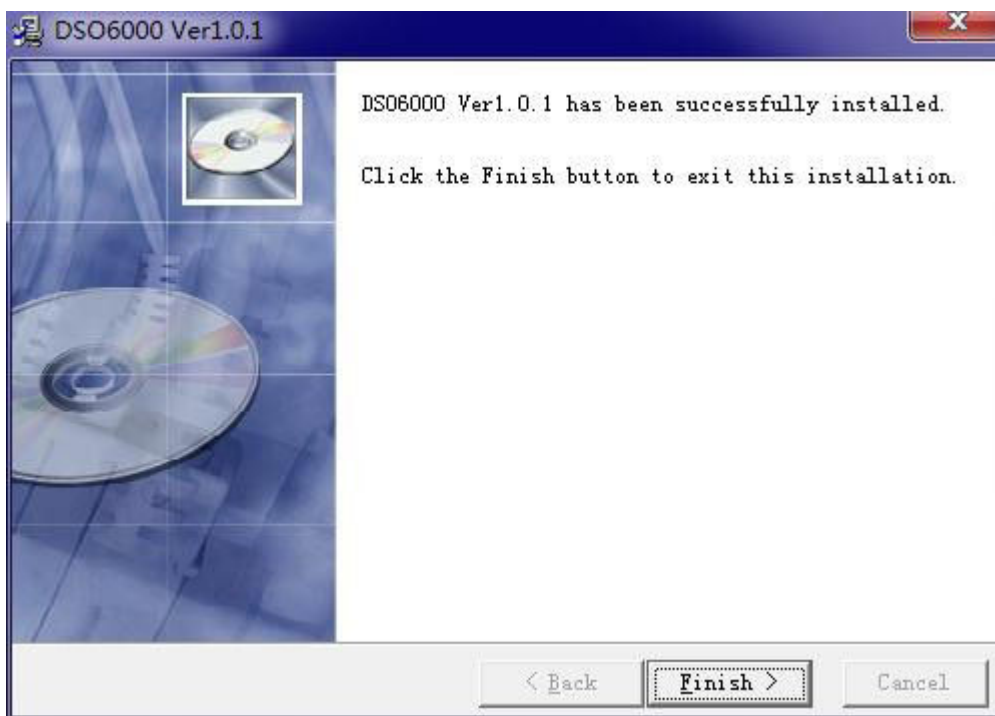 DSO6000 Ver1.0.1
DSO6000 Ver1.0.1 has been successfully installed.
Click the Finish button to exit this installation.
< Back
Finish >
Cancel